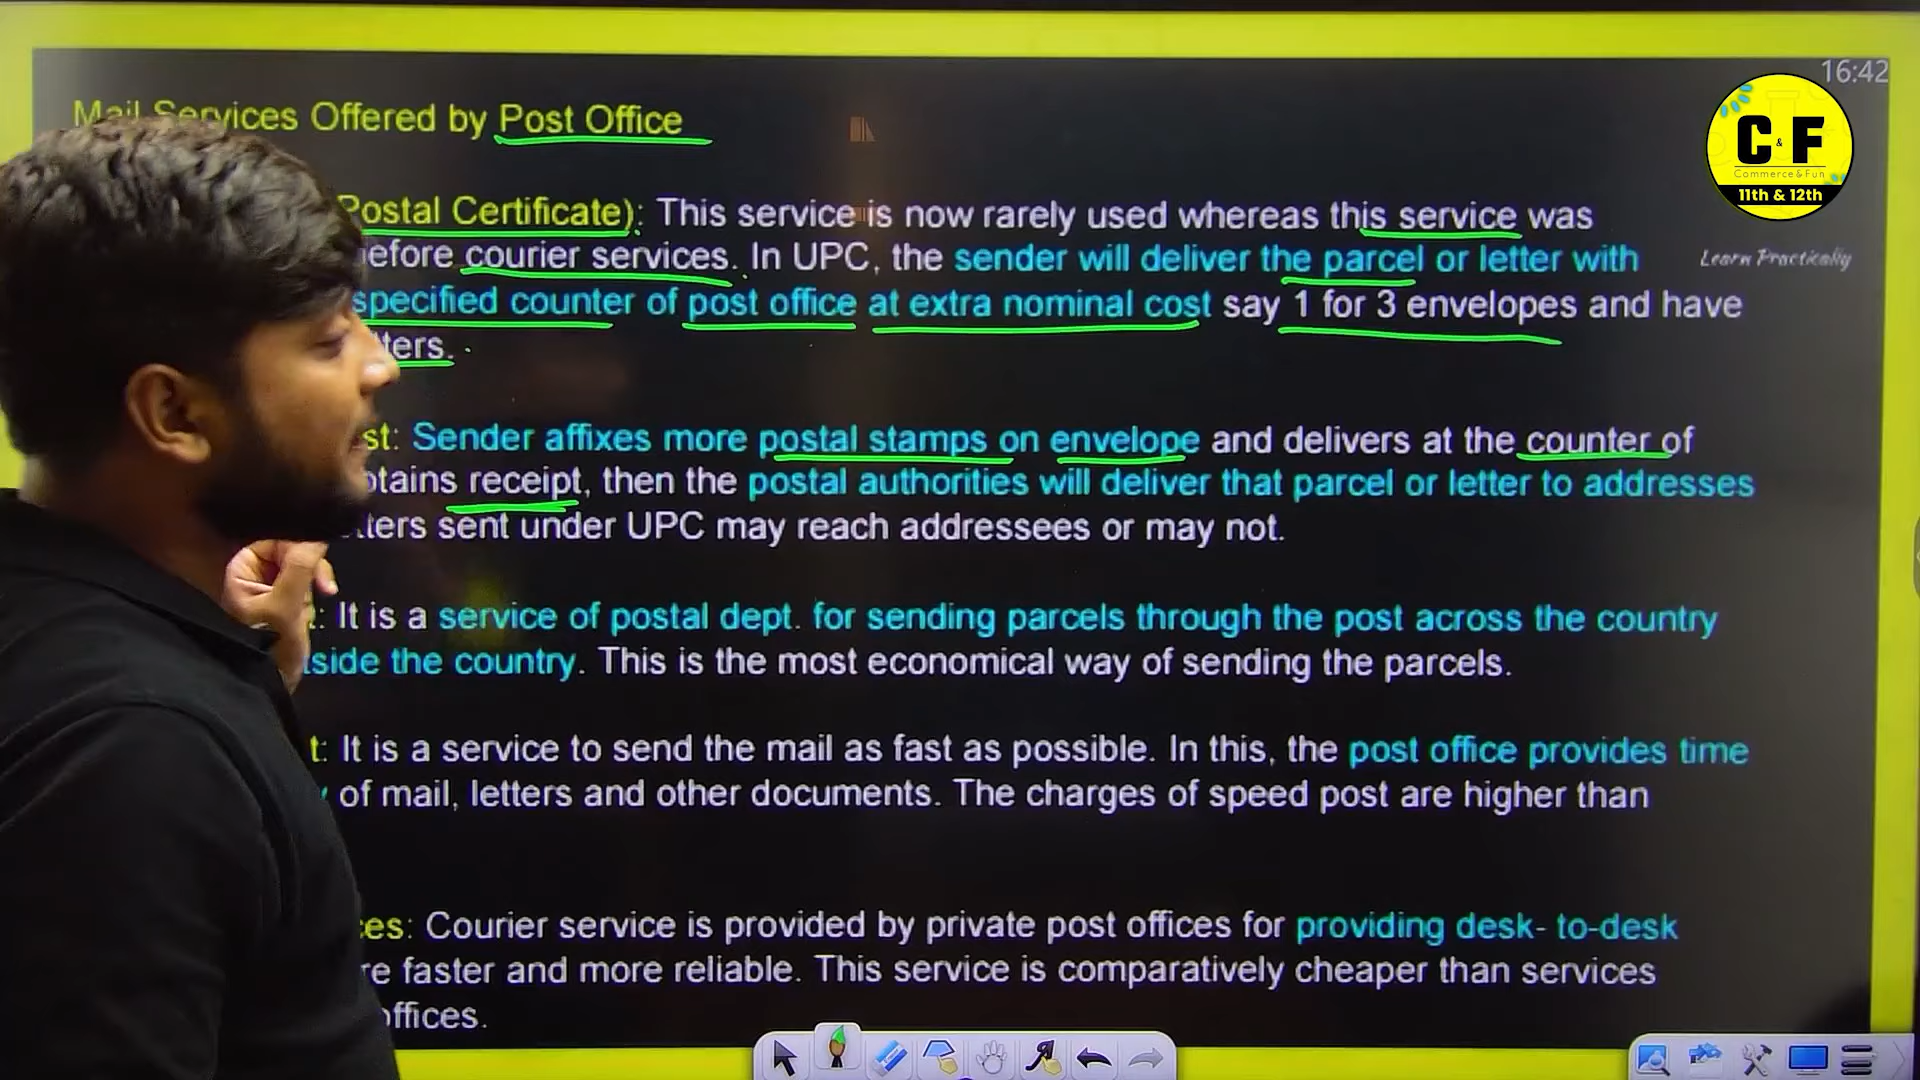 16:42
Mail Services Offered by Post Office
C & F
Commerce & Fun
11th & 12th
Learn Practically
Postal Certificate): This service is now rarely used whereas this service was
efore courier services. In UPC, the sender will deliver the parcel or letter with
specified counter of post office at extra nominal cost say 1 for 3 envelopes and have
ters.
st: Sender affixes more postal stamps on envelope and delivers at the counter of
btains receipt, then the postal authorities will deliver that parcel or letter to addresses
tters sent under UPC may reach addressees or may not.
t: It is a service of postal dept. for sending parcels through the post across the country
tside the country. This is the most economical way of sending the parcels.
t: It is a service to send the mail as fast as possible. In this, the post office provides time
y of mail, letters and other documents. The charges of speed post are higher than
ces: Courier service is provided by private post offices for providing desk- to-desk
re faster and more reliable. This service is comparatively cheaper than services
offices.